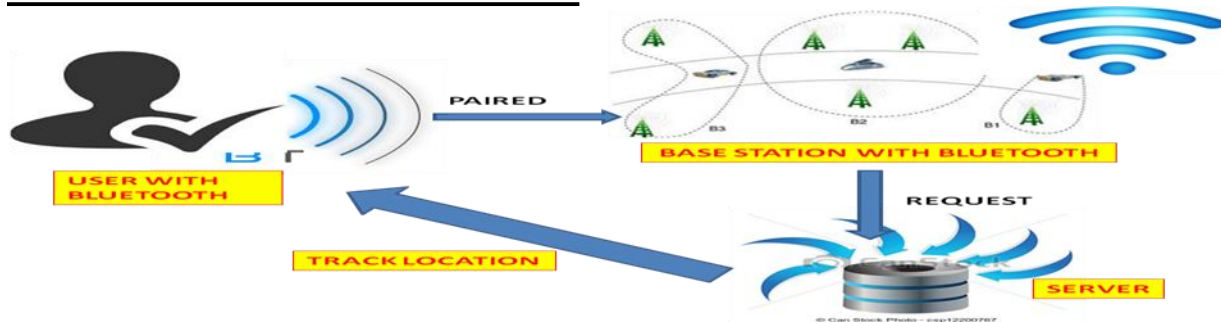 PAIRED
B3
B2
B1
BASE STATION WITH BLUETOOTH
USER WITH
BLUETOOTH
REQUEST
TRACK LOCATION
CanStock
SERVER
© Can Stock Photo - csp12200767